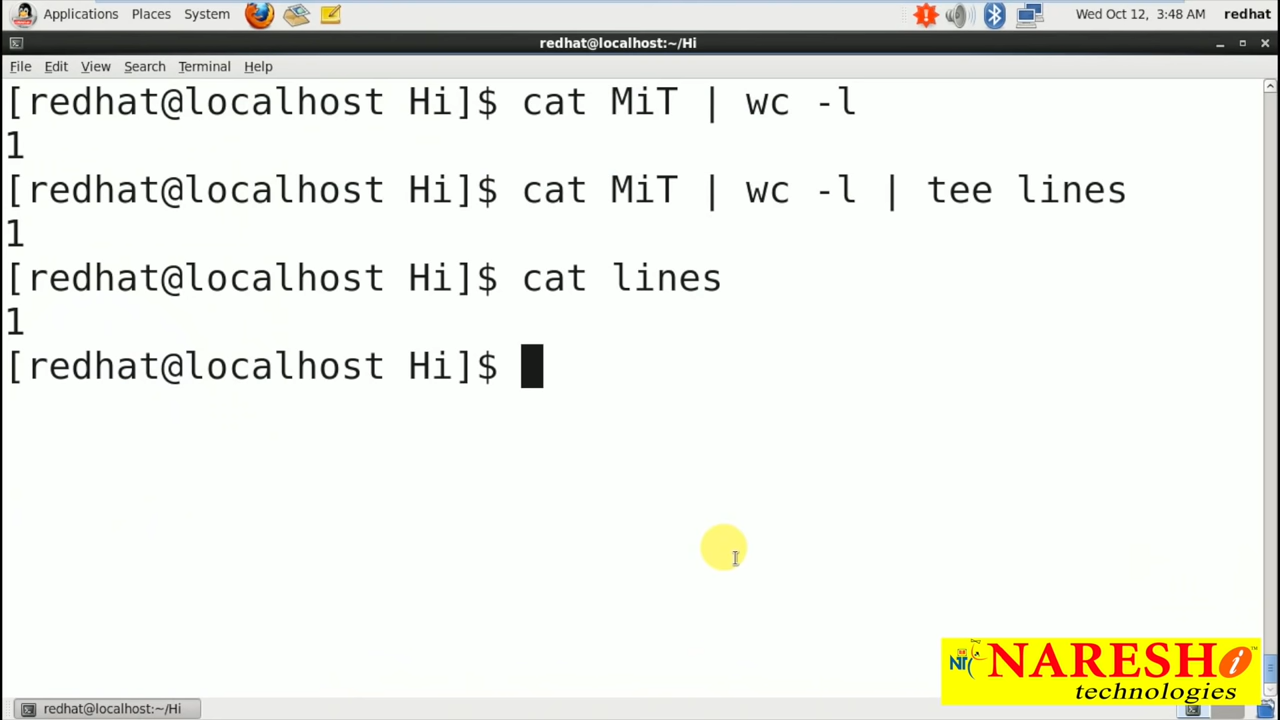 Applications Places System Wed Oct 12, 3:48 AM redhat
redhat@localhost:~/Hi
File Edit View Search Terminal Help
[redhat@localhost Hi]$ cat MiT | wc -l
1
[redhat@localhost Hi]$ cat MiT | wc -l | tee lines
1
[redhat@localhost Hi]$ cat lines
1
[redhat@localhost Hi]$
NARESH i
technologies
redhat@localhost:~/Hi